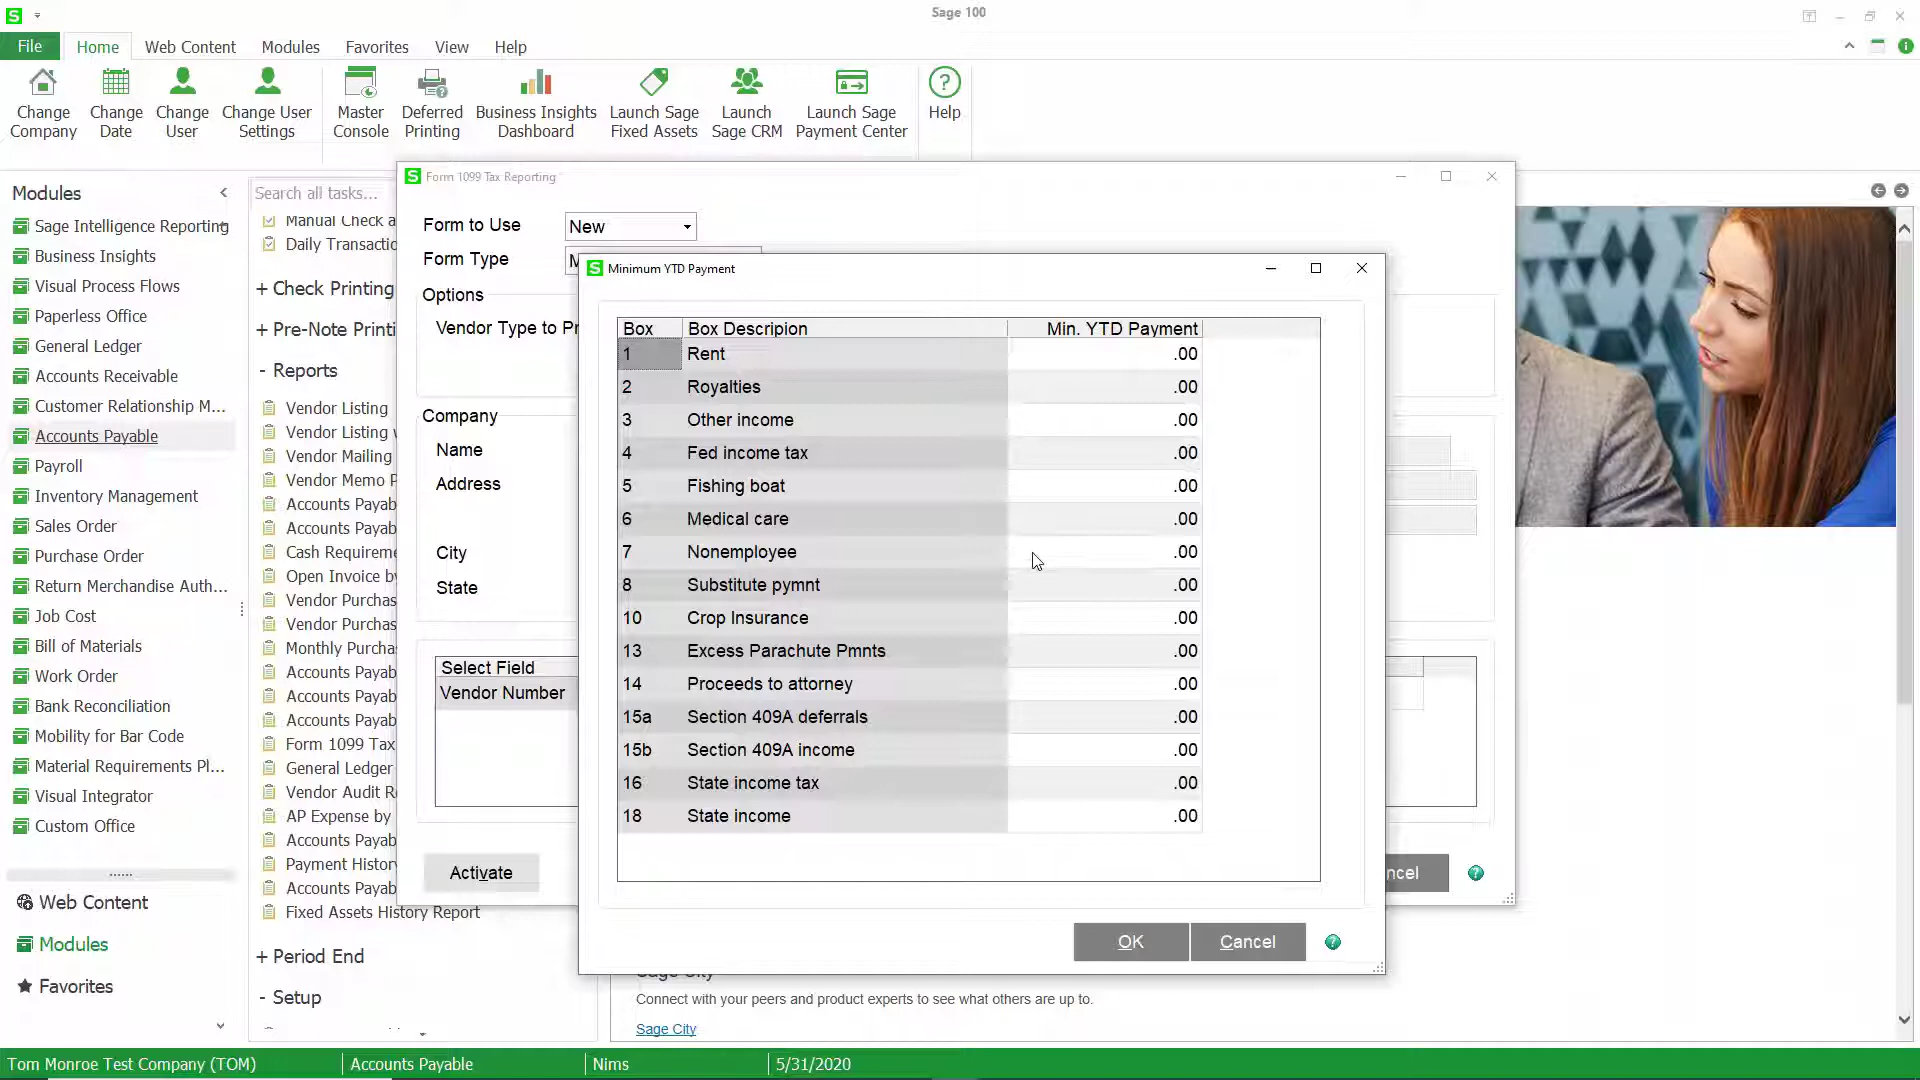 Sage 100
File
Home
Web Content
Modules
Favorites
View
Help
Change Company
Change Date
Change User
Change User Settings
Master Console
Deferred Printing
Business Insights Dashboard
Launch Sage Fixed Assets
Launch Sage CRM
Launch Sage Payment Center
Help
Modules
Sage Intelligence Reporting
Business Insights
Visual Process Flows
Paperless Office
General Ledger
Accounts Receivable
Customer Relationship M...
Accounts Payable
Payroll
Inventory Management
Sales Order
Purchase Order
Return Merchandise Auth...
Job Cost
Bill of Materials
Work Order
Bank Reconciliation
Mobility for Bar Code
Material Requirements Pl...
Visual Integrator
Custom Office
Web Content
Modules
Favorites
Search all tasks...
Manual Check a
Daily Transactio
+ Check Printing
+ Pre-Note Printi
- Reports
Vendor Listing
Vendor Listing
Vendor Mailing
Vendor Memo P
Accounts Payab
Accounts Payab
Cash Requireme
Open Invoice by
Vendor Purchas
Vendor Purchas
Monthly Purcha
Accounts Payab
Accounts Payab
Accounts Payab
Form 1099 Tax
General Ledger
Vendor Audit R
AP Expense by
Accounts Payab
Payment History
Accounts Payab
Fixed Assets History Report
+ Period End
- Setup
Form 1099 Tax Reporting
Form to Use New
Form Type M
Options
Vendor Type to Pr
Company
Name
Address
City
State
Select Field
Vendor Number
Activate
ncel
Minimum YTD Payment
Box Box Descripion Min. YTD Payment
1 Rent .00
2 Royalties .00
3 Other income .00
4 Fed income tax .00
5 Fishing boat .00
6 Medical care .00
7 Nonemployee .00
8 Substitute pymnt .00
10 Crop Insurance .00
13 Excess Parachute Pmnts .00
14 Proceeds to attorney .00
15a Section 409A deferrals .00
15b Section 409A income .00
16 State income tax .00
18 State income .00
OK
Cancel
Sage City
Connect with your peers and product experts to see what others are up to.
Sage City
Tom Monroe Test Company (TOM)
Accounts Payable
Nims
5/31/2020